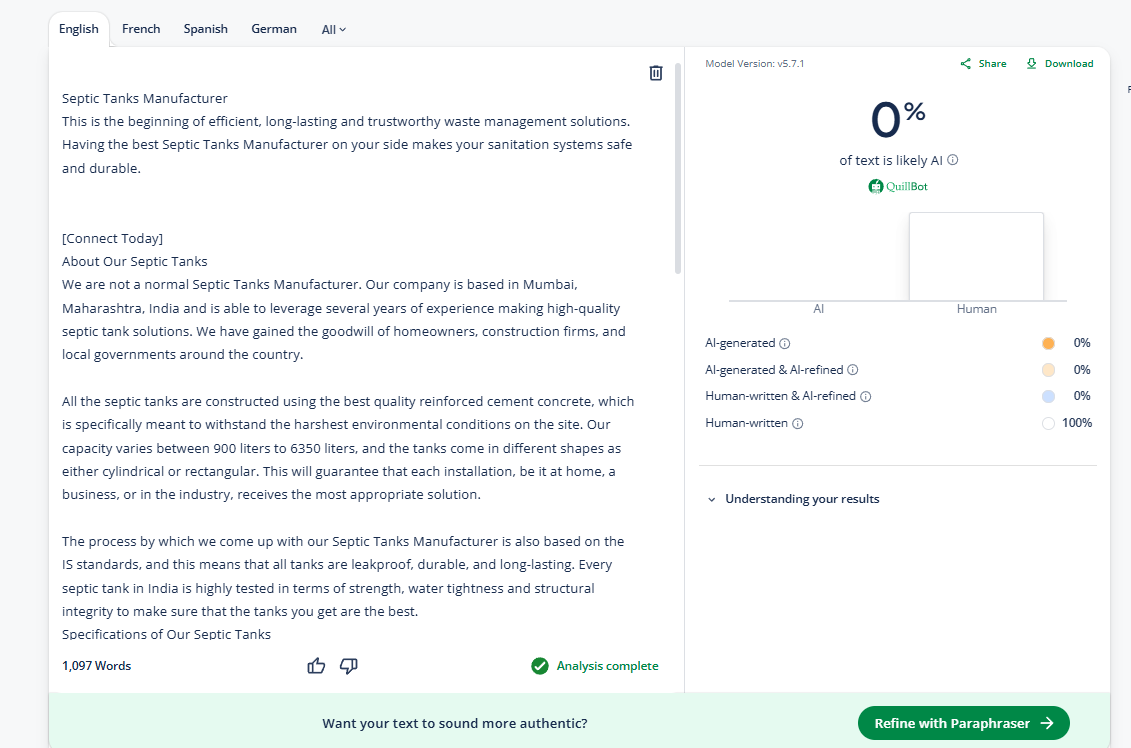 English French Spanish German All
Septic Tanks Manufacturer
This is the beginning of efficient, long-lasting and trustworthy waste management solutions.
Having the best Septic Tanks Manufacturer on your side makes your sanitation systems safe
and durable.
[Connect Today]
About Our Septic Tanks
We are not a normal Septic Tanks Manufacturer. Our company is based in Mumbai,
Maharashtra, India and is able to leverage several years of experience making high-quality
septic tank solutions. We have gained the goodwill of homeowners, construction firms, and
local governments around the country.
All the septic tanks are constructed using the best quality reinforced cement concrete, which
is specifically meant to withstand the harshest environmental conditions on the site. Our
capacity varies between 900 liters to 6350 liters, and the tanks come in different shapes as
either cylindrical or rectangular. This will guarantee that each installation, be it at home, a
business, or in the industry, receives the most appropriate solution.
The process by which we come up with our Septic Tanks Manufacturer is also based on the
IS standards, and this means that all tanks are leakproof, durable, and long-lasting. Every
septic tank in India is highly tested in terms of strength, water tightness and structural
integrity to make sure that the tanks you get are the best.
Specifications of Our Septic Tanks
1,097 Words
Analysis complete
Model Version: v5.7.1
Share
Download
0%
of text is likely AI
QuillBot
AI Human
AI-generated 0%
AI-generated & AI-refined 0%
Human-written & AI-refined 0%
Human-written 100%
Understanding your results
Want your text to sound more authentic?
Refine with Paraphraser